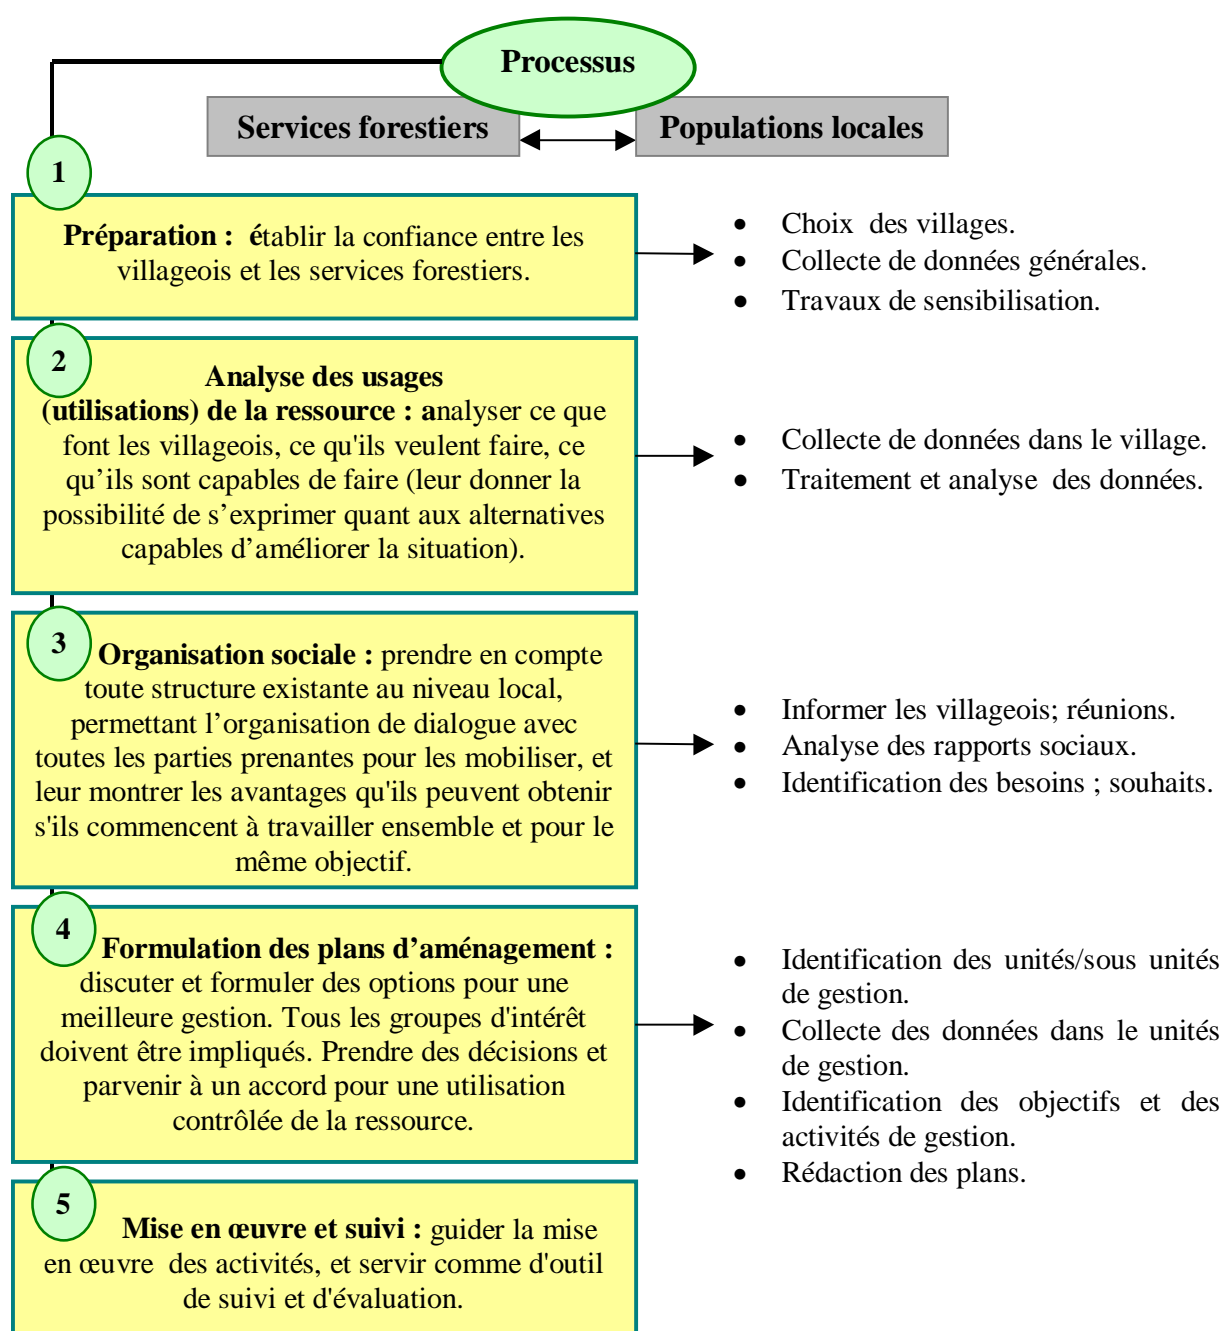 Processus
Services forestiers
Populations locales
1
Préparation : établir la confiance entre les
villageois et les services forestiers.
• Choix des villages.
• Collecte de données générales.
• Travaux de sensibilisation.
2
Analyse des usages
(utilisations) de la ressource : analyser ce que
font les villageois, ce qu'ils veulent faire, ce
qu’ils sont capables de faire (leur donner la
possibilité de s’exprimer quant aux alternatives
capables d’améliorer la situation).
• Collecte de données dans le village.
• Traitement et analyse des données.
3
Organisation sociale : prendre en compte
toute structure existante au niveau local,
permettant l’organisation de dialogue avec
toutes les parties prenantes pour les mobiliser, et
leur montrer les avantages qu'ils peuvent obtenir
s'ils commencent à travailler ensemble et pour le
même objectif.
• Informer les villageois; réunions.
• Analyse des rapports sociaux.
• Identification des besoins ; souhaits.
4
Formulation des plans d’aménagement :
discuter et formuler des options pour une
meilleure gestion. Tous les groupes d'intérêt
doivent être impliqués. Prendre des décisions et
parvenir à un accord pour une utilisation
contrôlée de la ressource.
• Identification des unités/sous unités
de gestion.
• Collecte des données dans le unités
de gestion.
• Identification des objectifs et des
activités de gestion.
• Rédaction des plans.
5
Mise en œuvre et suivi : guider la mise
en œuvre des activités, et servir comme d'outil
de suivi et d'évaluation.